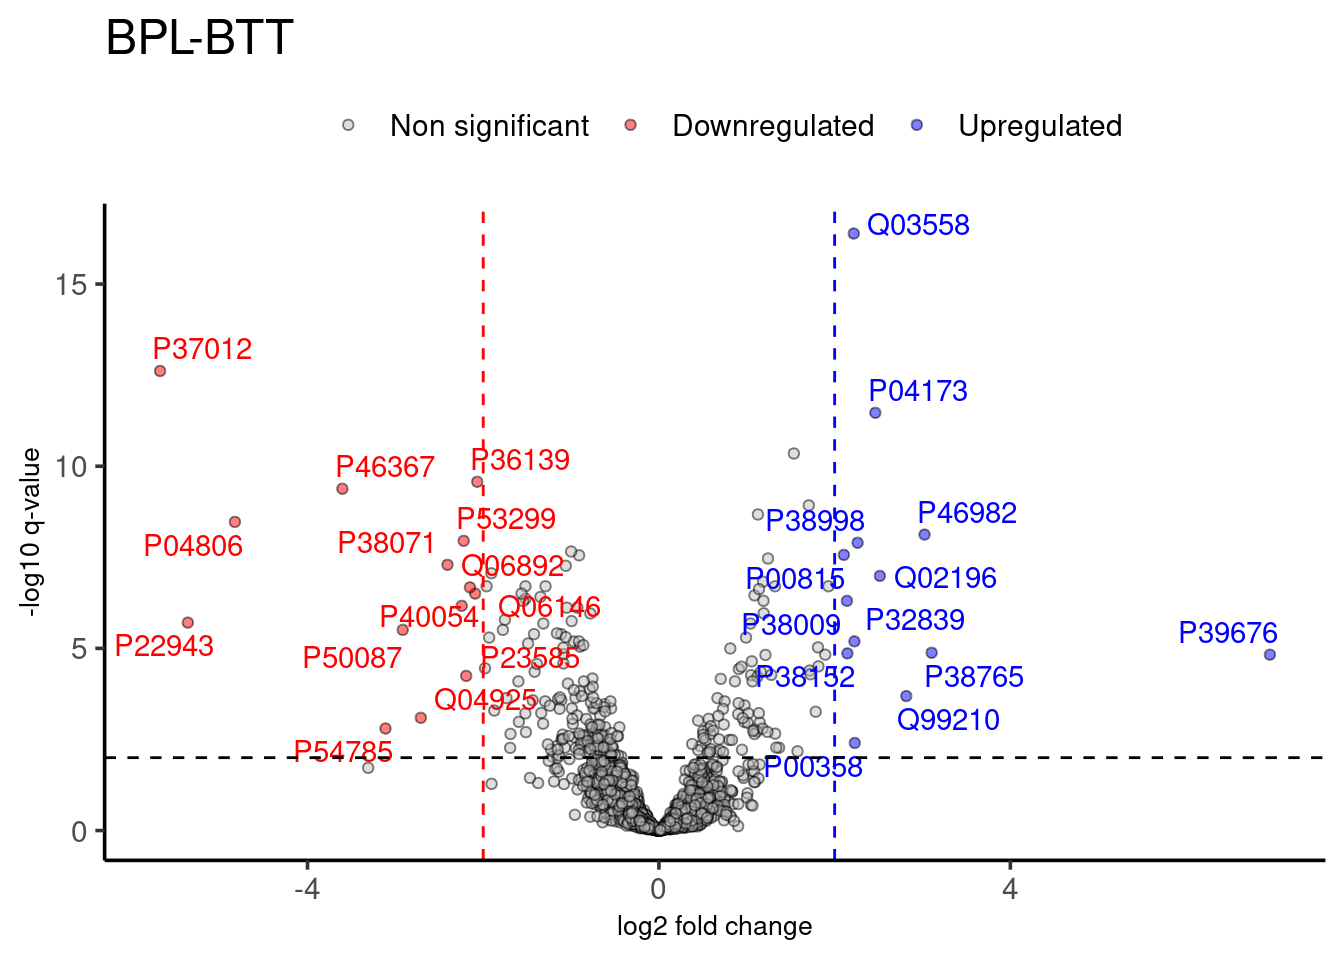 BPL-BTT
Non significant Downregulated Upregulated
Q03558
15
P37012
P04173
P36139
P46367
10
P46982
P53299
P38998
P38071
P04806
Q06892
P00815
Q02196
-log10 q-value
Q06146
P40054
P38009
P32839
P39676
5
P22943
P50087
P23585
P38152
P38765
Q04925
Q99210
P54785
P00358
0
-4 0 4
log2 fold change